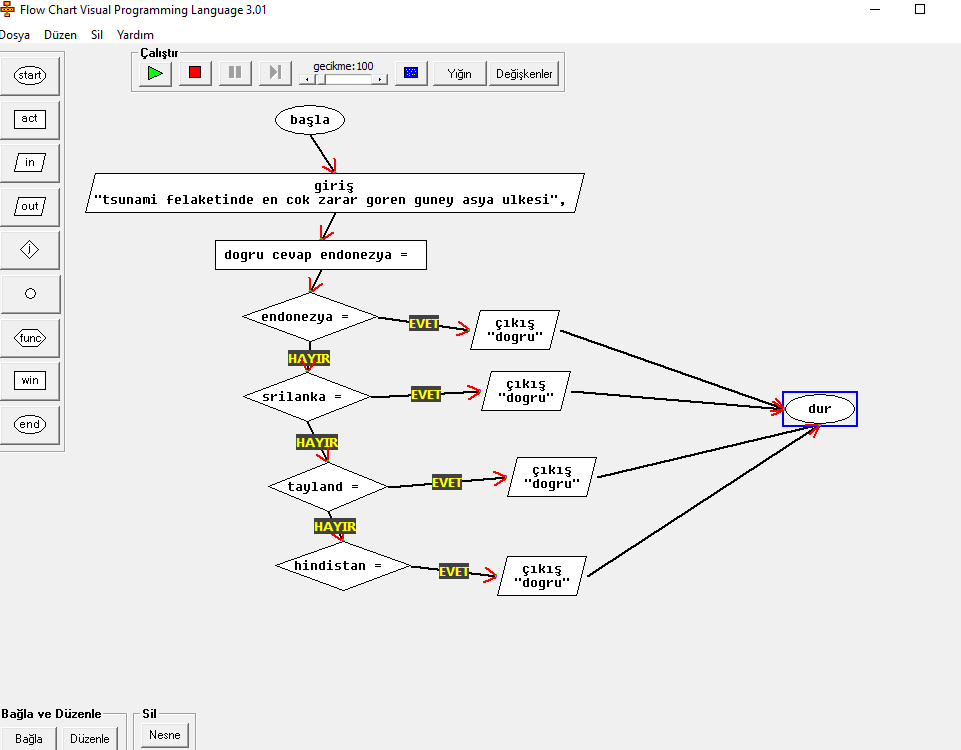 Flow Chart Visual Programming Language 3.01
Dosya Düzen Sil Yardım
Çalıştır
gecikme:100
Yığın
Değişkenler
start
act
in
out
i
func
win
end
başla
giriş
"tsunami felaketinde en cok zarar goren guney asya ulkesi",
dogru cevap endonezya =
endonezya =
EVET
çıkış
"dogru"
HAYIR
srilanka =
EVET
çıkış
"dogru"
dur
HAYIR
tayland =
EVET
çıkış
"dogru"
HAYIR
hindistan =
EVET
çıkış
"dogru"
Bağla ve Düzenle
Bağla
Düzenle
Sil
Nesne